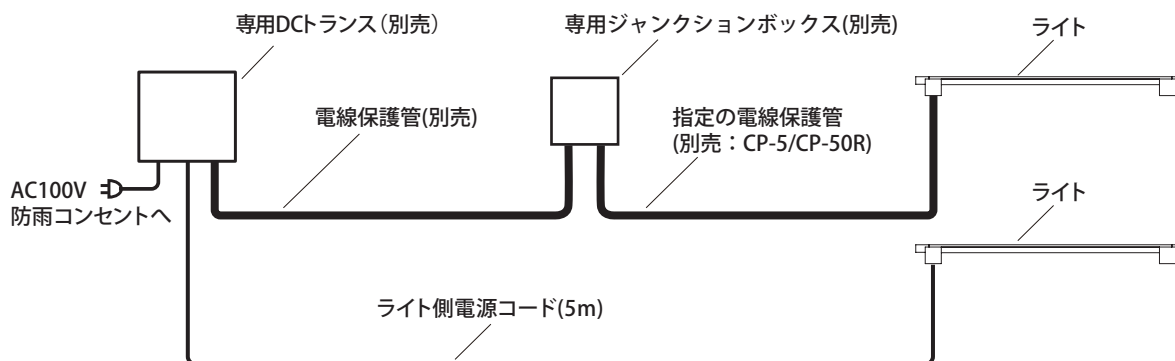 専用DCトランス（別売）
専用ジャンクションボックス(別売)
ライト
電線保護管(別売)
指定の電線保護管
(別売：CP-5/CP-50R)
AC100V
防雨コンセントへ
ライト
ライト側電源コード(5m)